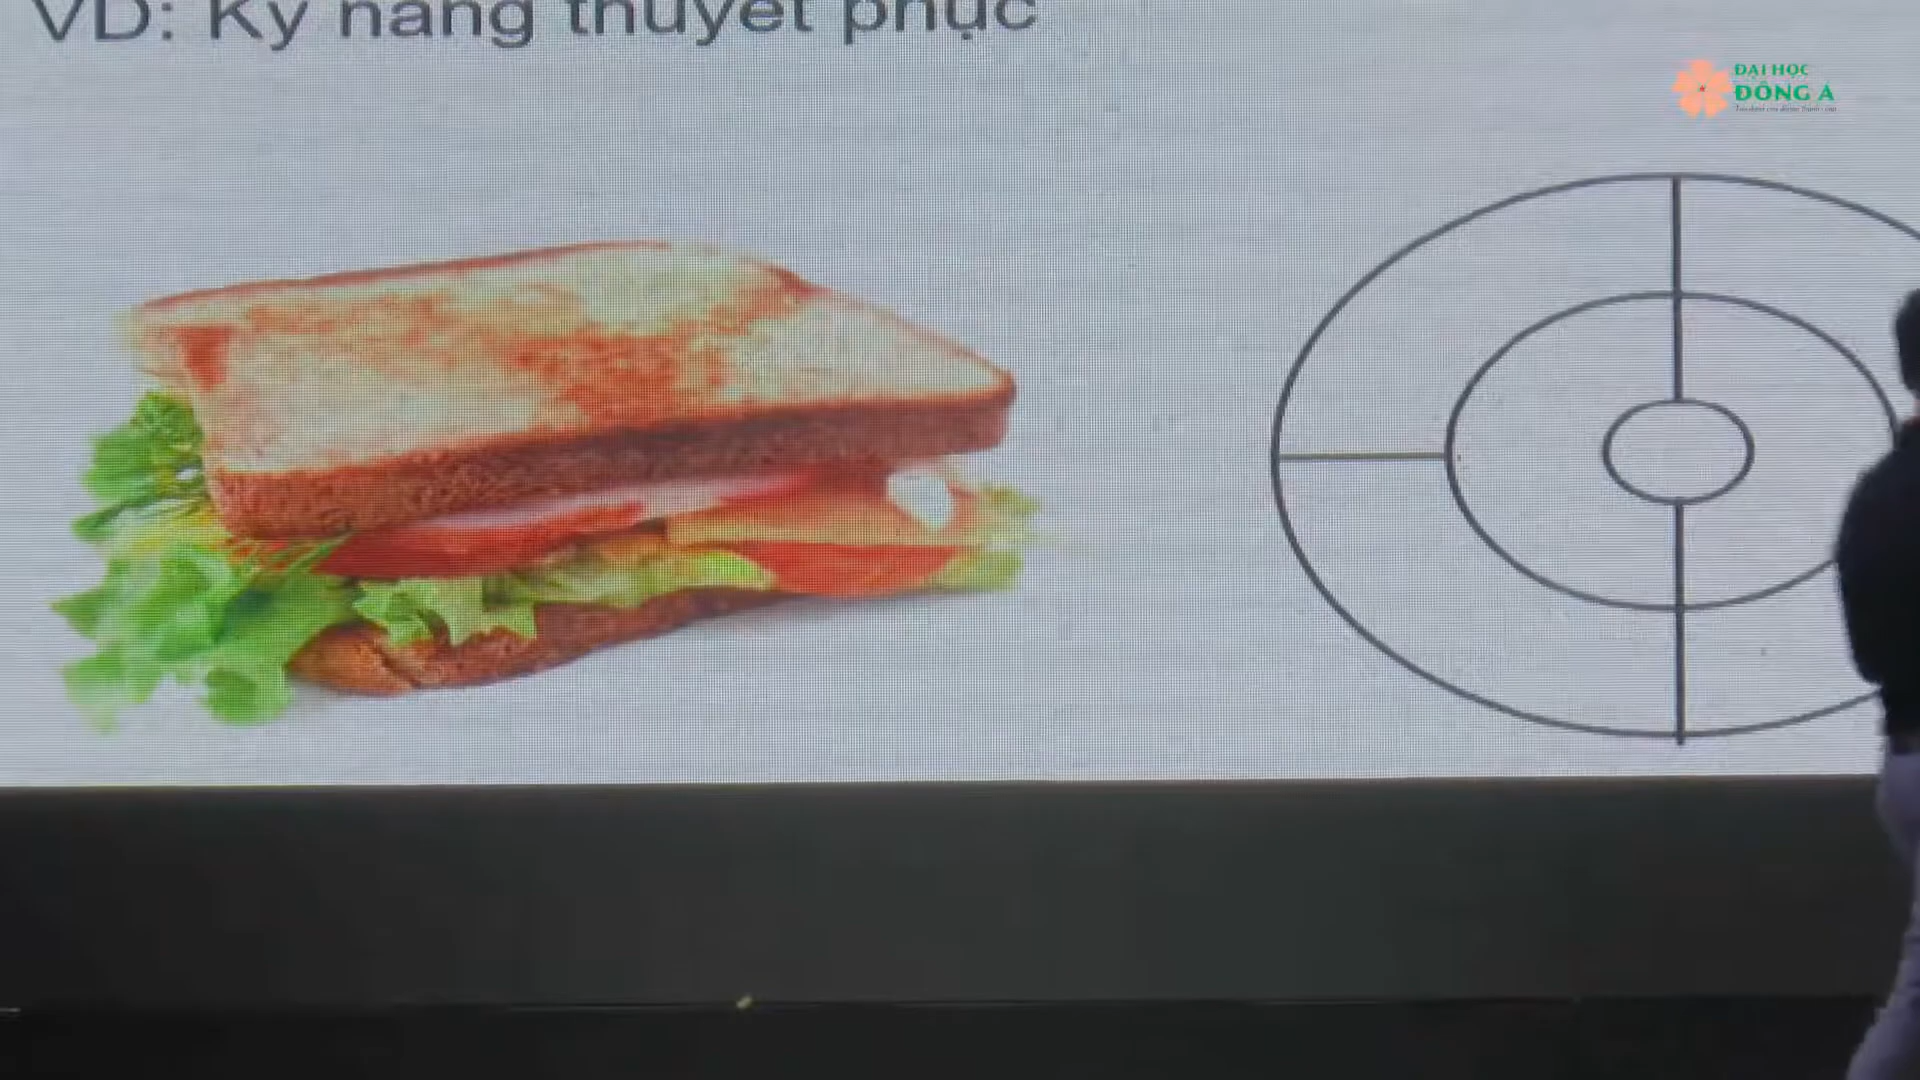 VD: Kỹ năng thuyết phục
ĐẠI HỌC
ĐÔNG Á